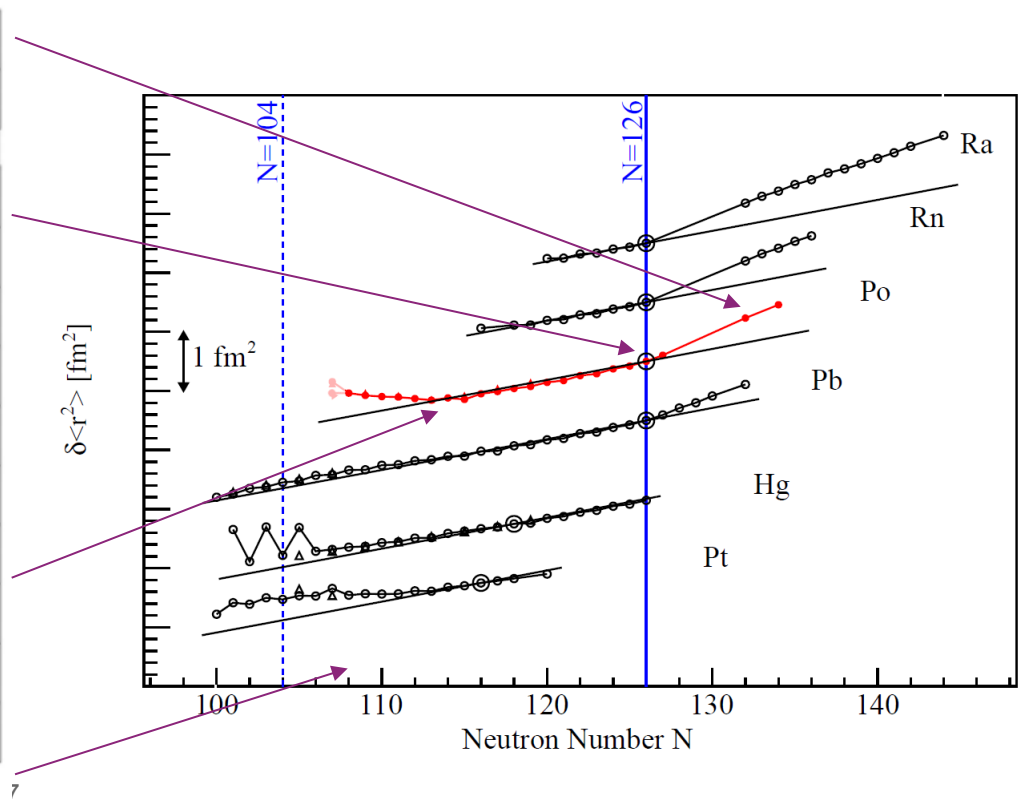 N=104
N=126
Ra
Rn
Po
Pb
Hg
Pt
1 fm²
δ<r²> [fm²]
100
110
120
130
140
Neutron Number N
7